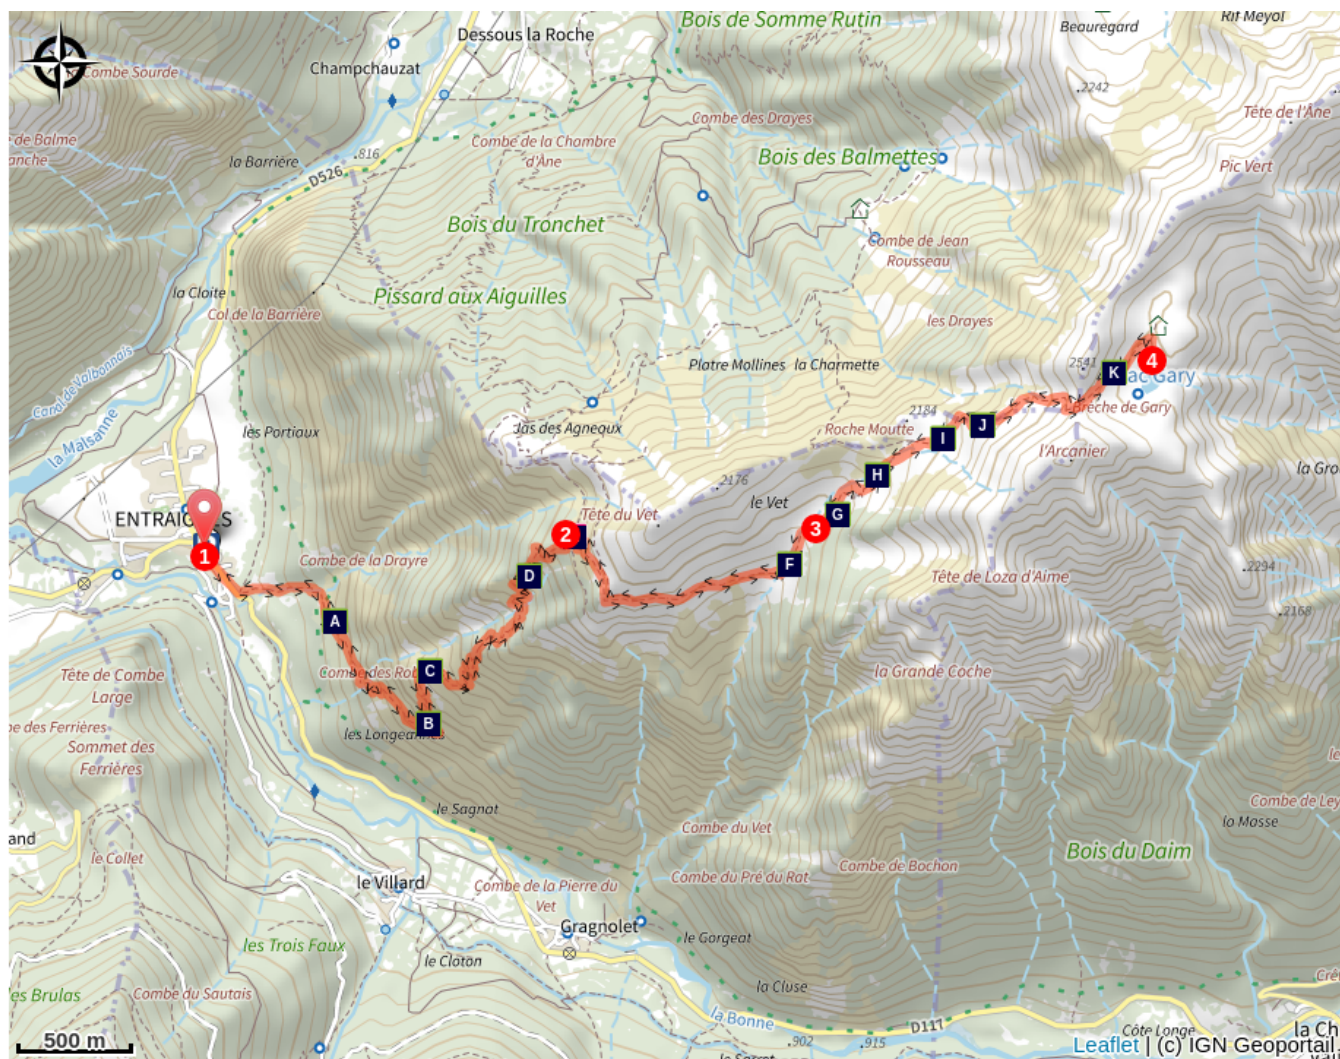 Bois de Somme Rutin
Rif Meyol
Beauregard
Dessous la Roche
Champchauzat
Combe Sourde
2242
Tête de l'Âne
de Balme
anche
la Barrière
816
D526
Combe de la Chambre
d'Âne
Combe des Drayes
Bois des Balmettes
Pic Vert
Bois du Tronchet
Combe de Jean
Rousseau
la Cloite
Col de la Barrière
Pissard aux Aiguilles
les Drayes
Canal de Valbonnais
Platre Mollines
la Charmette
2541
4
K
Lac Gary
Brèche de Gary
la Malsanne
les Portiaux
Jas des Agneaux
Roche Moutte
2184
J
I
l'Arcanier
la Gro
H
2176
le Vet
ENTRAIGUES
G
Tête du Vet
2
3
1
Combe de la Drayre
F
D
Tête de Loza d'Aime
2294
2168
A
Tête de Combe
Large
C
la Grande Coche
B
les Longeannes
pe des Ferrières
Sommet des
Ferrières
le
le Sagnat
Combe de Ley
la Masse
and
le Collet
Combe du Vet
Bois du Daim
le Villard
Combe de la Pierre du
Vet
Combe du Pré du Rat
Combe de Bochon
Gragnolet
les Trois Faux
le Gorgeat
le Cloton
es Brulas
Combe du Sautais
la Cluse
Crê
la Bonne
D117
500 m
902
915
Côte Longe
la Ch
Leaflet | (c) IGN Geoportail